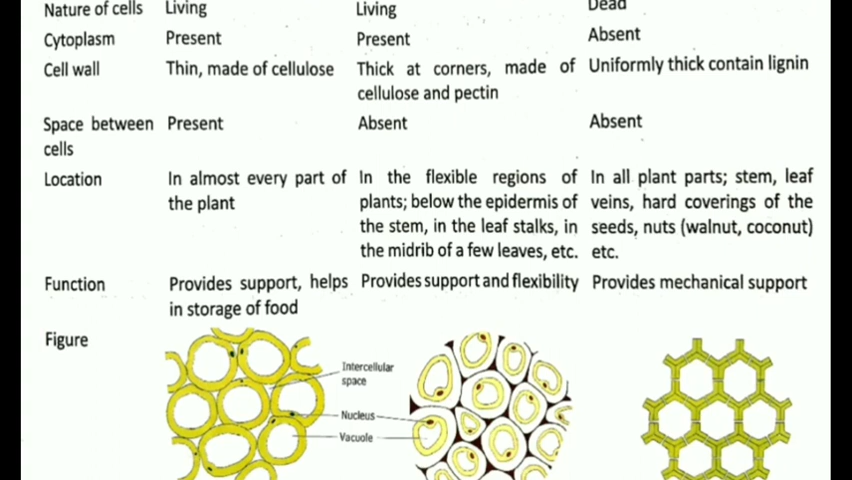 Nature of cells Living Living Dead
Cytoplasm Present Present Absent
Cell wall Thin, made of cellulose Thick at corners, made of Uniformly thick contain lignin
cellulose and pectin
Space between Present Absent Absent
cells
Location In almost every part of In the flexible regions of In all plant parts; stem, leaf
the plant plants; below the epidermis of veins, hard coverings of the
the stem, in the leaf stalks, in seeds, nuts (walnut, coconut)
the midrib of a few leaves, etc. etc.
Function Provides support, helps Provides support and flexibility Provides mechanical support
in storage of food
Figure
Intercellular
space
Nucleus
Vacuole